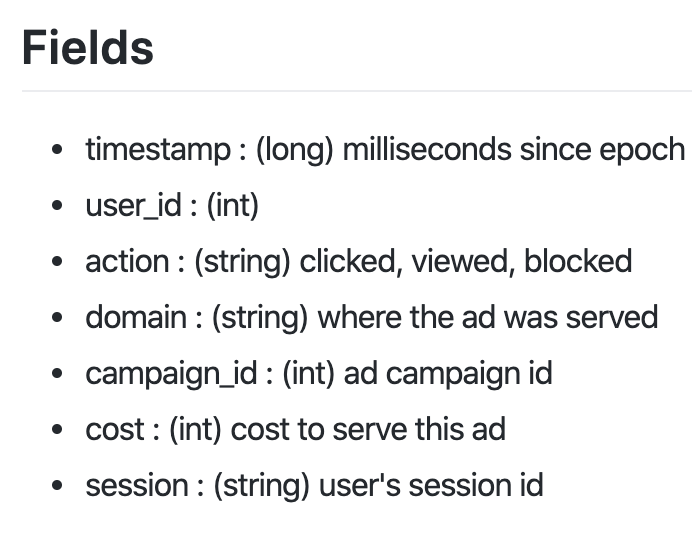 Fields
• timestamp : (long) milliseconds since epoch
• user_id : (int)
• action : (string) clicked, viewed, blocked
• domain : (string) where the ad was served
• campaign_id : (int) ad campaign id
• cost : (int) cost to serve this ad
• session : (string) user's session id